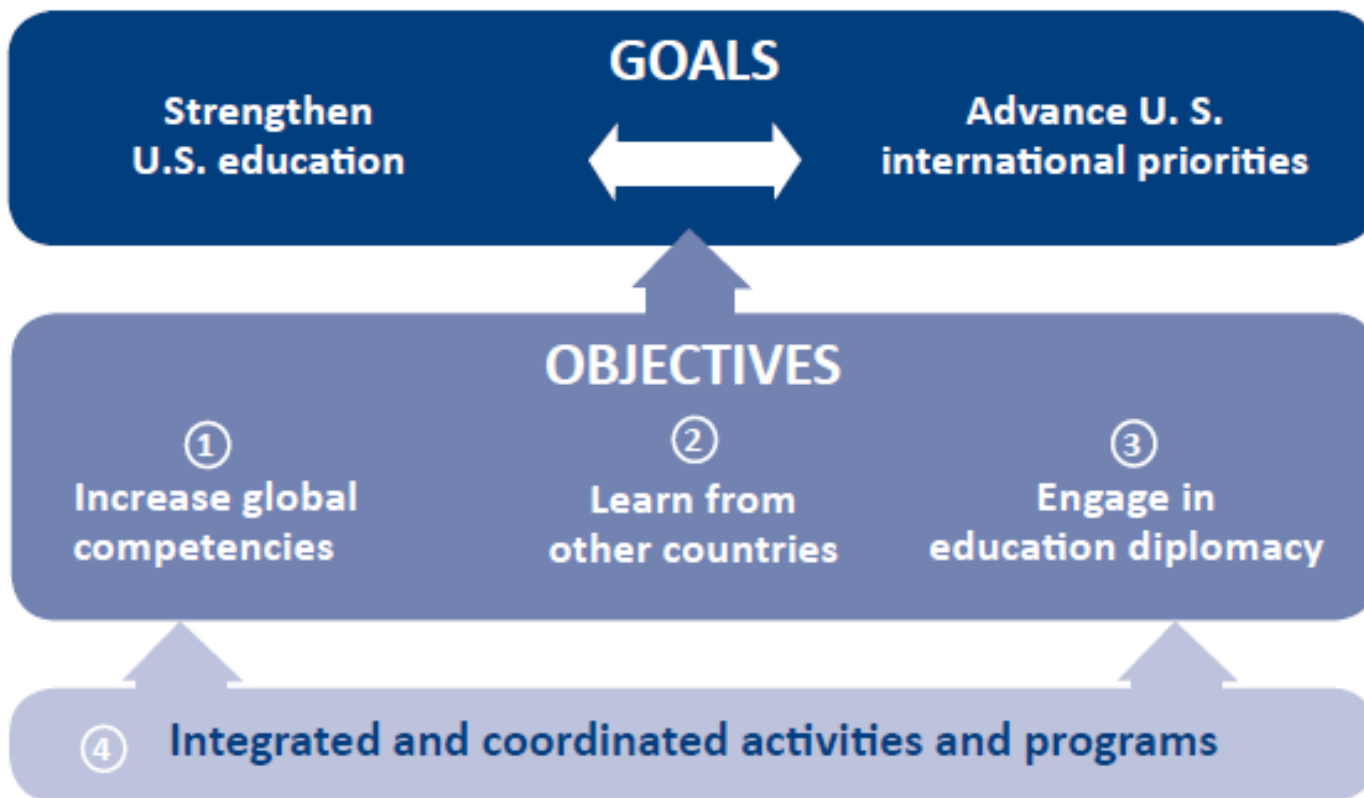 GOALS
Strengthen
U.S. education
Advance U. S.
international priorities
OBJECTIVES
1
Increase global
competencies
2
Learn from
other countries
3
Engage in
education diplomacy
4 Integrated and coordinated activities and programs